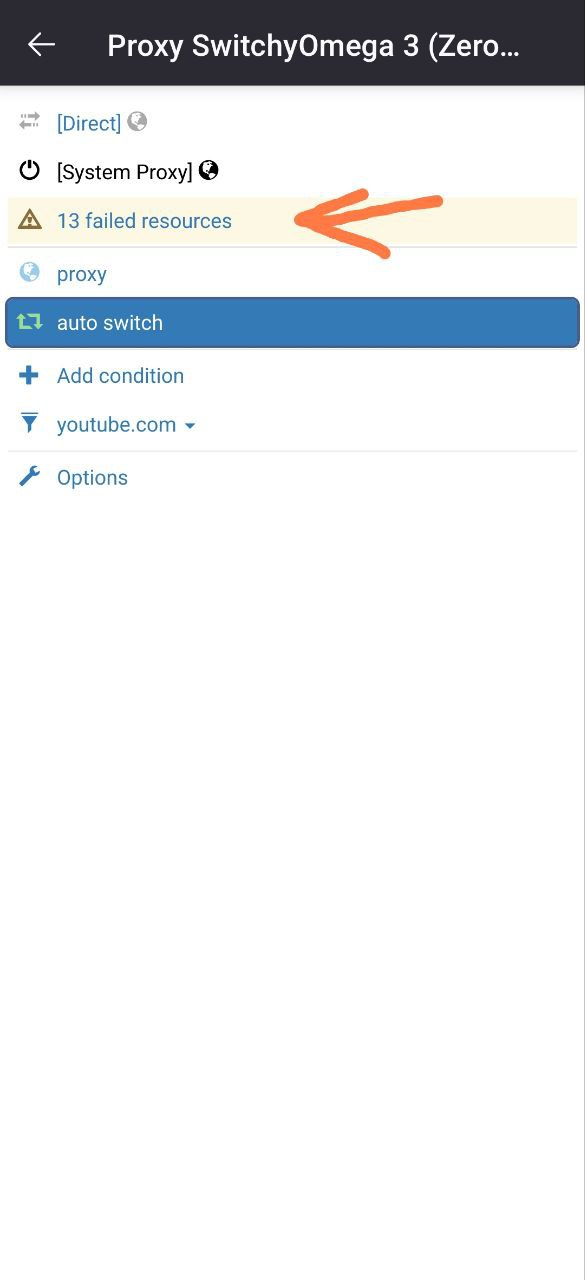 Proxy SwitchyOmega 3 (Zero...
[Direct]
[System Proxy]
13 failed resources
proxy
auto switch
Add condition
youtube.com
Options